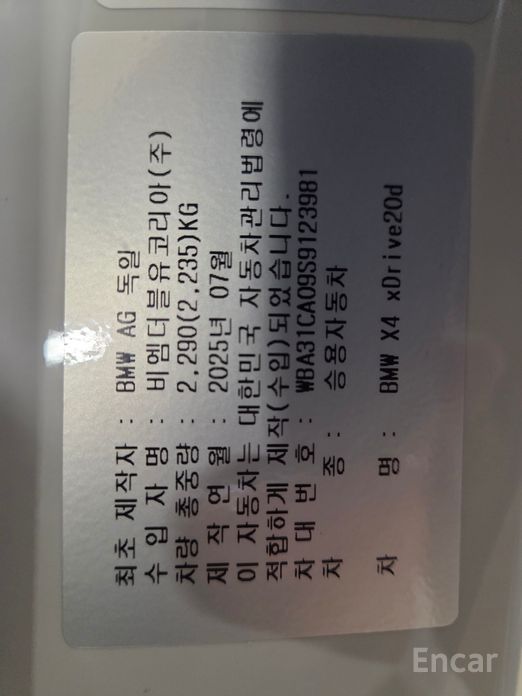 최초 제작자 : BMW AG 독일
수 입 자 명 : 비엠더블유코리아(주)
차량 총중량 : 2,290(2,235)KG
제 작 연 월 : 2025년 07월
이 자동차는 대한민국 자동차관리법령에
적합하게 제작(수입)되었습니다.
차 대 번 호 : WBA31CA09S9123981
차 종 : 승용자동차
차 명 : BMW X4 xDrive20d
Encar